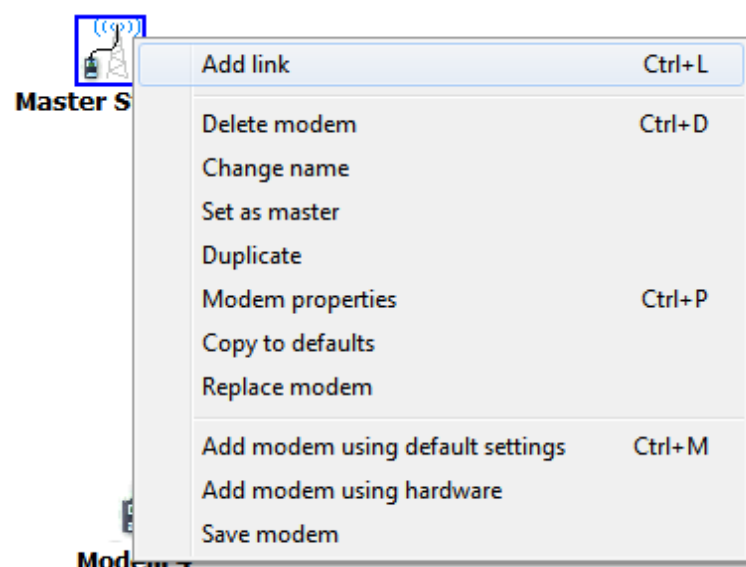 Add link Ctrl+L
Master S
Delete modem Ctrl+D
Change name
Set as master
Duplicate
Modem properties Ctrl+P
Copy to defaults
Replace modem
Add modem using default settings Ctrl+M
Add modem using hardware
Save modem